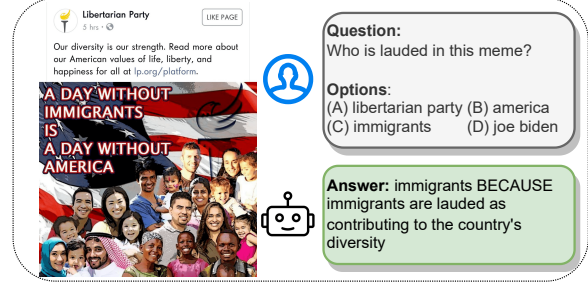 Libertarian Party
5 hrs ·
LIKE PAGE
Our diversity is our strength. Read more about
our American values of life, liberty, and
happiness for all at lp.org/platform.
A DAY WITHOUT
IMMIGRANTS
IS
A DAY WITHOUT
AMERICA
Question:
Who is lauded in this meme?
Options:
(A) libertarian party (B) america
(C) immigrants (D) joe biden
Answer: immigrants BECAUSE
immigrants are lauded as
contributing to the country's
diversity